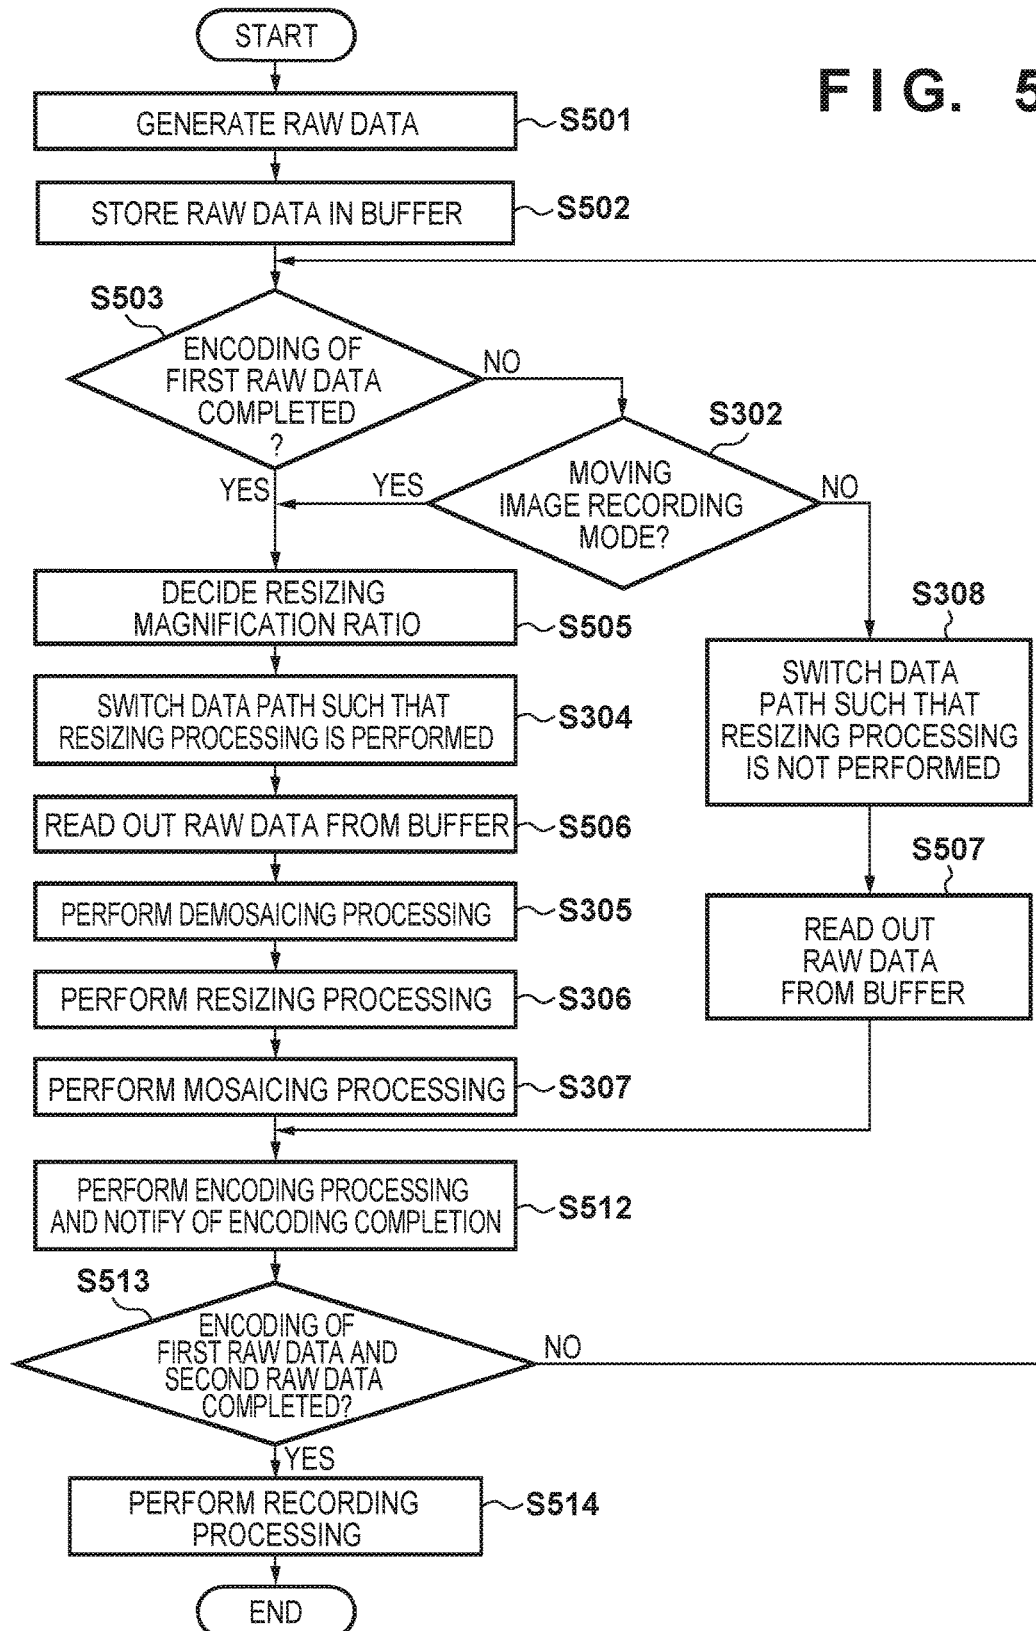 START
FIG. 5
GENERATE RAW DATA
S501
STORE RAW DATA IN BUFFER
S502
S503
ENCODING OF
FIRST RAW DATA
COMPLETED
?
NO
YES
S302
MOVING
IMAGE RECORDING
MODE?
YES
NO
DECIDE RESIZING
MAGNIFICATION RATIO
S505
SWITCH DATA PATH SUCH THAT
RESIZING PROCESSING IS PERFORMED
S304
S308
SWITCH DATA
PATH SUCH THAT
RESIZING PROCESSING
IS NOT PERFORMED
READ OUT RAW DATA FROM BUFFER
S506
S507
READ OUT
RAW DATA
FROM BUFFER
PERFORM DEMOSAICING PROCESSING
S305
PERFORM RESIZING PROCESSING
S306
PERFORM MOSAICING PROCESSING
S307
PERFORM ENCODING PROCESSING
AND NOTIFY OF ENCODING COMPLETION
S512
S513
ENCODING OF
FIRST RAW DATA AND
SECOND RAW DATA
COMPLETED?
NO
YES
PERFORM RECORDING
PROCESSING
S514
END